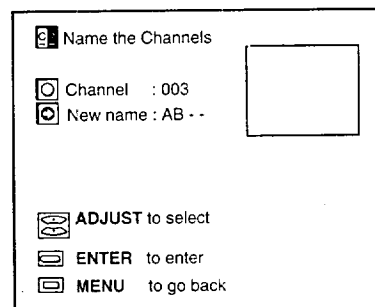 Name the Channels
Channel : 003
New name : AB - -
ADJUST to select
ENTER to enter
MENU to go back